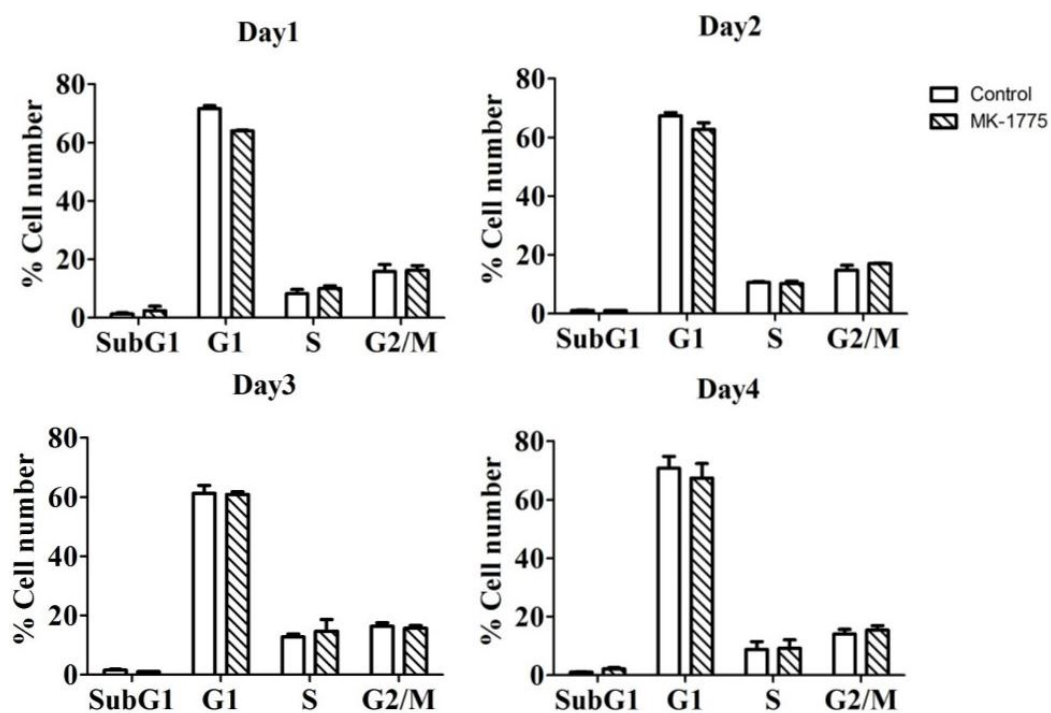 Day1
% Cell number
80
60
40
20
0
SubG1 G1 S G2/M
Day2
% Cell number
80
60
40
20
0
SubG1 G1 S G2/M
Control
MK-1775
Day3
% Cell number
80
60
40
20
0
SubG1 G1 S G2/M
Day4
% Cell number
80
60
40
20
0
SubG1 G1 S G2/M